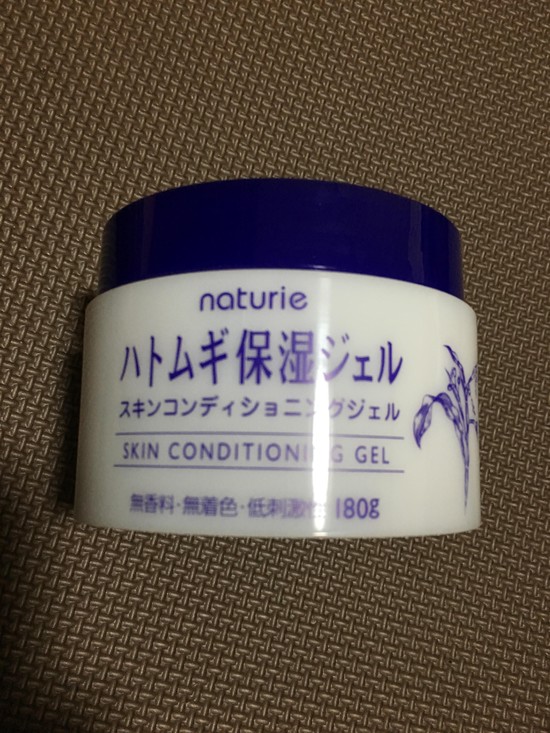 naturie
ハトムギ保湿ジェル
スキンコンディショニングジェル
SKIN CONDITIONING GEL
無香料・無着色・低刺激性 180g